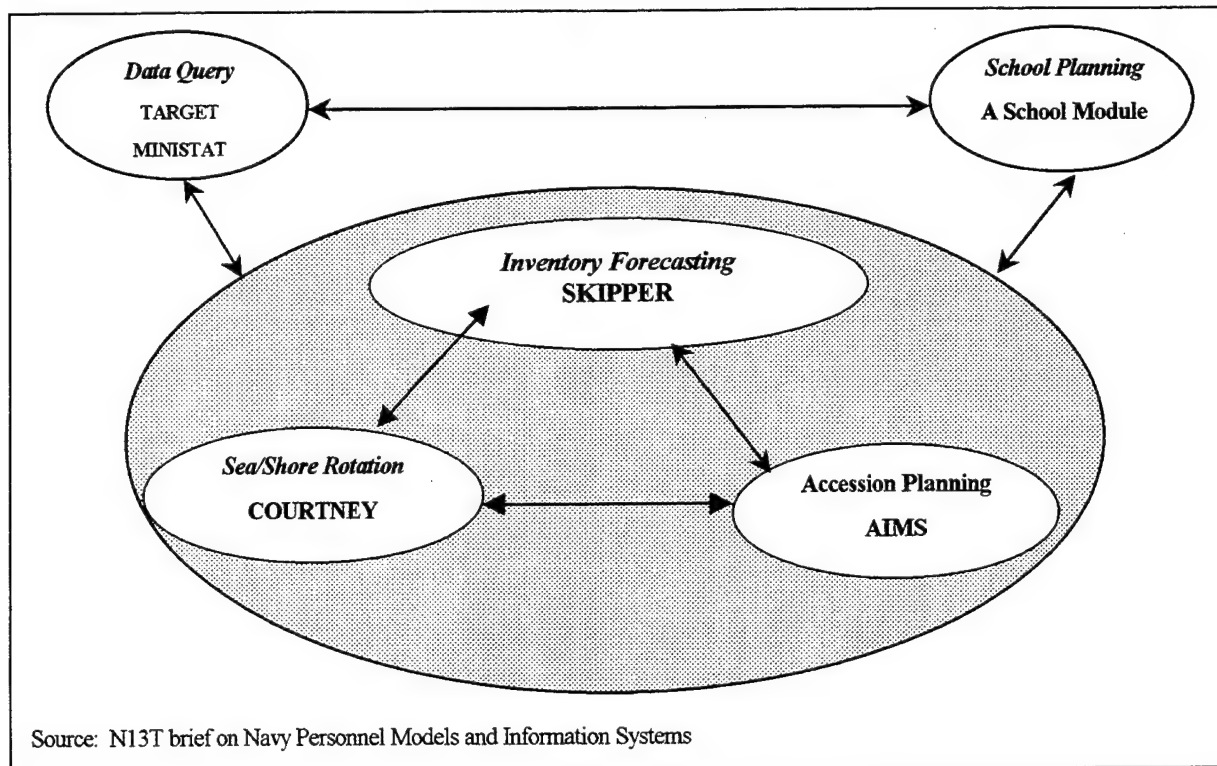 Data Query
TARGET
MINISTAT
School Planning
A School Module
Inventory Forecasting
SKIPPER
Sea/Shore Rotation
COURTNEY
Accession Planning
AIMS
Source: N13T brief on Navy Personnel Models and Information Systems